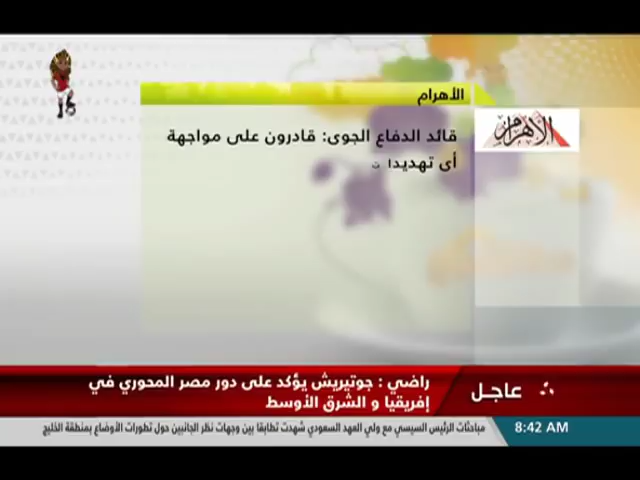 الأهرام
الأهرام
قائد الدفاع الجوى: قادرون على مواجهة
أى تهديدات
عاجل
راضي : جوتيريش يؤكد على دور مصر المحوري في
إفريقيا و الشرق الأوسط
8:42 AM
مباحثات الرئيس السيسي مع ولي العهد السعودي شهدت تطابقا بين وجهات نظر الجانبين حول تطورات الأوضاع بمنطقة الخليج